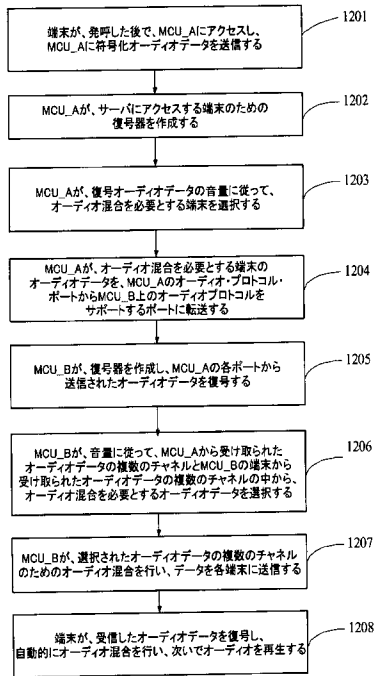 端末が、発呼した後で、MCU_Aにアクセスし、
MCU_Aに符号化オーディオデータを送信する
1201
MCU_Aが、サーバにアクセスする端末のための
復号器を作成する
1202
MCU_Aが、復号オーディオデータの音量に従って、
オーディオ混合を必要とする端末を選択する
1203
MCU_Aが、オーディオ混合を必要とする端末の
オーディオデータを、MCU_Aのオーディオ・プロトコル・
ポートからMCU_B上のオーディオプロトコルを
サポートするポートに転送する
1204
MCU_Bが、復号器を作成し、MCU_Aの各ポートから
送信されたオーディオデータを復号する
1205
MCU_Bが、音量に従って、MCU_Aから受け取られた
オーディオデータの複数のチャネルとMCU_Bの端末から
受け取られたオーディオデータの複数のチャネルの中から、
オーディオ混合を必要とするオーディオデータを選択する
1206
MCU_Bが、選択されたオーディオデータの複数のチャネル
のためのオーディオ混合を行い、データを各端末に送信する
1207
端末が、受信したオーディオデータを復号し、
自動的にオーディオ混合を行い、次いでオーディオを再生する
1208